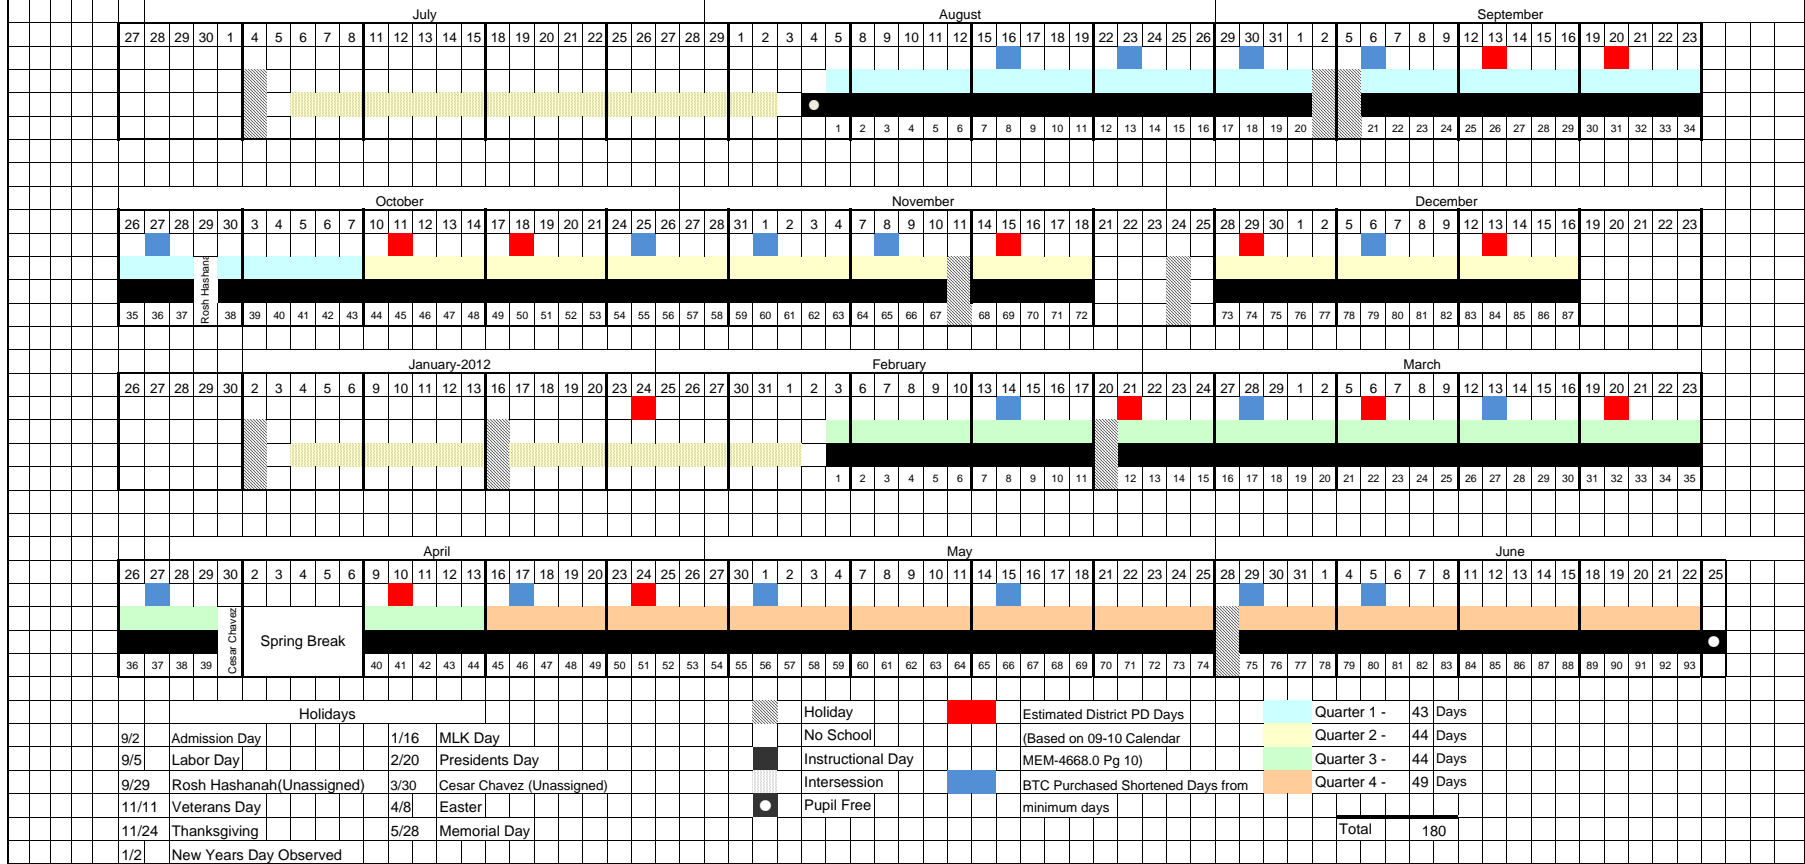 July August September
27 28 29 30 1 4 5 6 7 8 11 12 13 14 15 18 19 20 21 22 25 26 27 28 29 1 2 3 4 5 8 9 10 11 12 15 16 17 18 19 22 23 24 25 26 29 30 31 1 2 5 6 7 8 9 12 13 14 15 16 19 20 21 22 23
1 2 3 4 5 6 7 8 9 10 11 12 13 14 15 16 17 18 19 20 21 22 23 24 25 26 27 28 29 30 31 32 33 34
October November December
26 27 28 29 30 3 4 5 6 7 10 11 12 13 14 17 18 19 20 21 24 25 26 27 28 31 1 2 3 4 7 8 9 10 11 14 15 16 17 18 21 22 23 24 25 28 29 30 1 2 5 6 7 8 9 12 13 14 15 16 19 20 21 22 23
Rosh Hashana
35 36 37 38 39 40 41 42 43 44 45 46 47 48 49 50 51 52 53 54 55 56 57 58 59 60 61 62 63 64 65 66 67 68 69 70 71 72 73 74 75 76 77 78 79 80 81 82 83 84 85 86 87
January-2012 February March
26 27 28 29 30 2 3 4 5 6 9 10 11 12 13 16 17 18 19 20 23 24 25 26 27 30 31 1 2 3 6 7 8 9 10 13 14 15 16 17 20 21 22 23 24 27 28 29 1 2 5 6 7 8 9 12 13 14 15 16 19 20 21 22 23
1 2 3 4 5 6 7 8 9 10 11 12 13 14 15 16 17 18 19 20 21 22 23 24 25 26 27 28 29 30 31 32 33 34 35
April May June
26 27 28 29 30 2 3 4 5 6 9 10 11 12 13 16 17 18 19 20 23 24 25 26 27 30 1 2 3 4 7 8 9 10 11 14 15 16 17 18 21 22 23 24 25 28 29 30 31 1 4 5 6 7 8 11 12 13 14 15 18 19 20 21 22 25
Cesar Chavez
Spring Break
36 37 38 39 40 41 42 43 44 45 46 47 48 49 50 51 52 53 54 55 56 57 58 59 60 61 62 63 64 65 66 67 68 69 70 71 72 73 74 75 76 77 78 79 80 81 82 83 84 85 86 87 88 89 90 91 92 93
Holidays Holiday Estimated District PD Days Quarter 1 - 43 Days
9/2 Admission Day 1/16 MLK Day No School (Based on 09-10 Calendar Quarter 2 - 44 Days
9/5 Labor Day 2/20 Presidents Day Instructional Day MEM-4668.0 Pg 10) Quarter 3 - 44 Days
9/29 Rosh Hashanah(Unassigned) 3/30 Cesar Chavez (Unassigned) Intersession BTC Purchased Shortened Days from Quarter 4 - 49 Days
11/11 Veterans Day 4/8 Easter Pupil Free minimum days
11/24 Thanksgiving 5/28 Memorial Day Total 180
1/2 New Years Day Observed